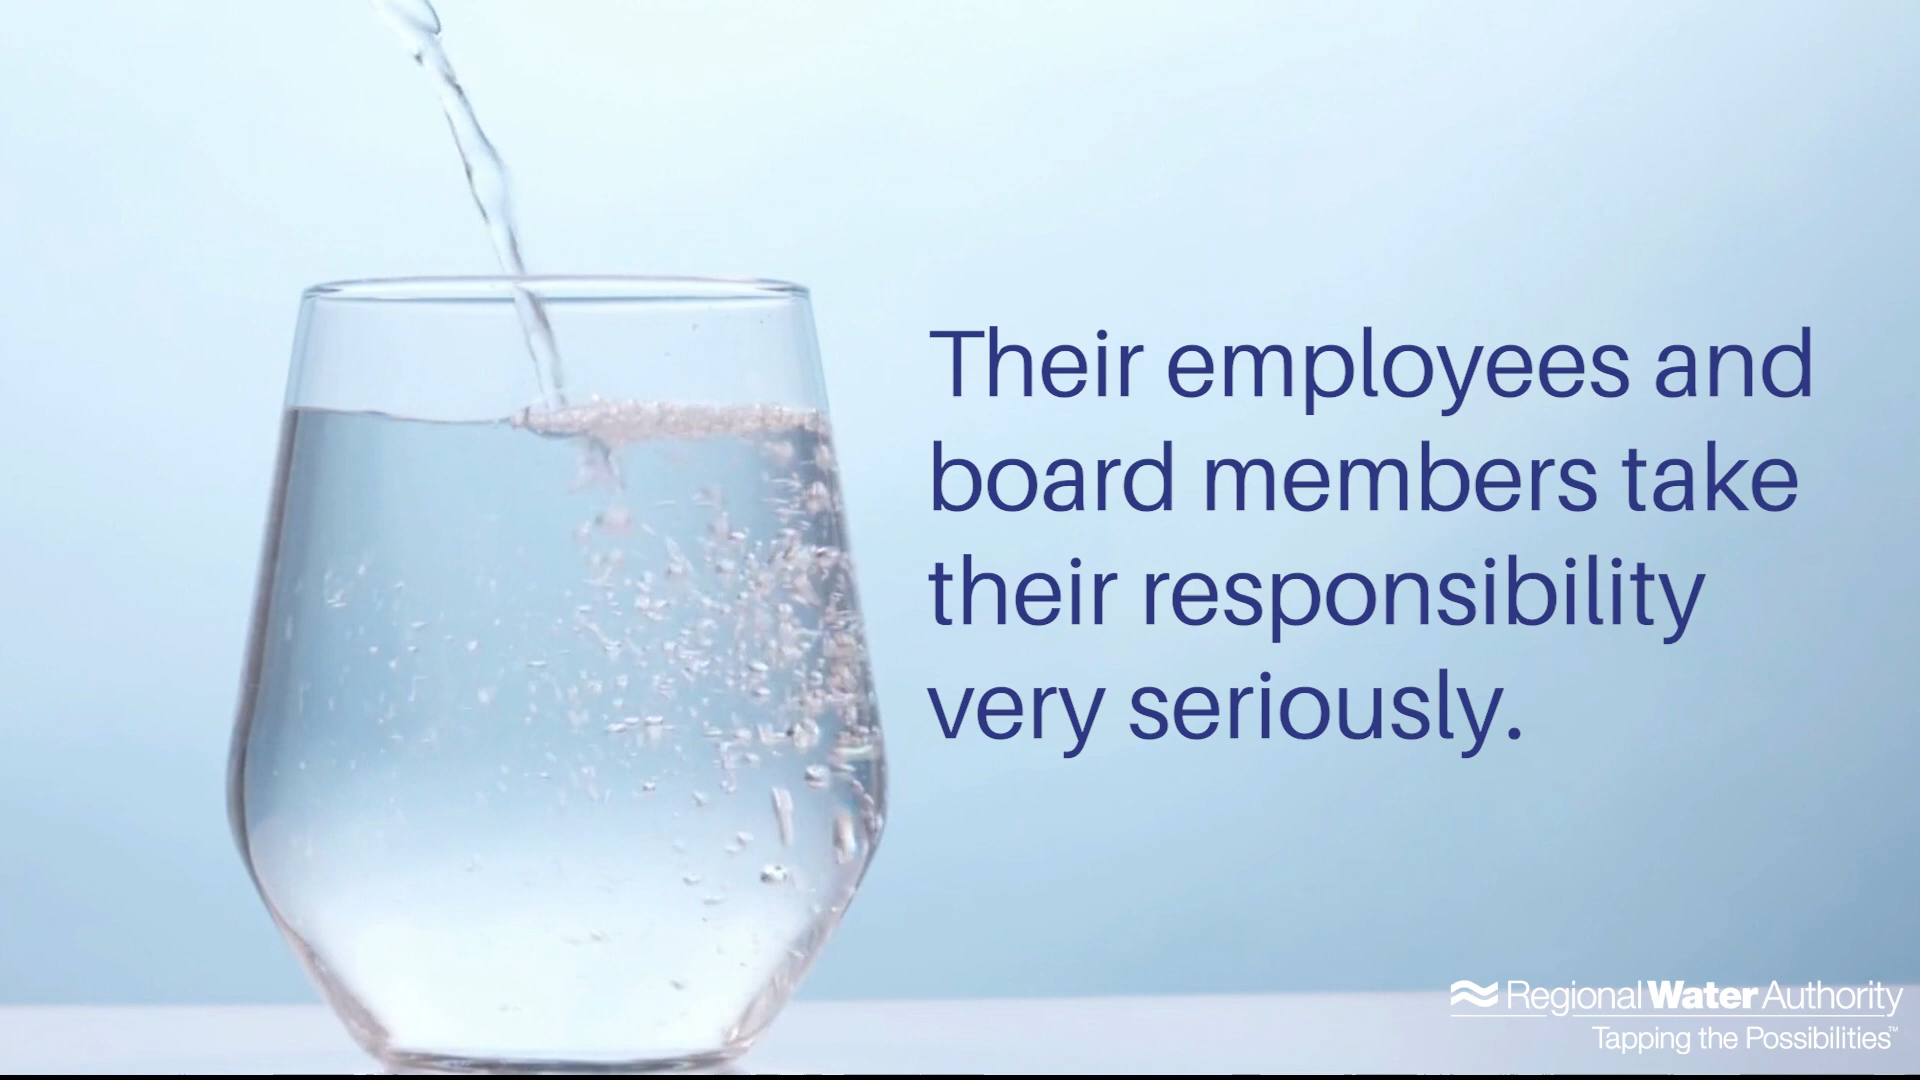 Their employees and
board members take
their responsibility
very seriously.
Regional Water Authority
Tapping the Possibilities™